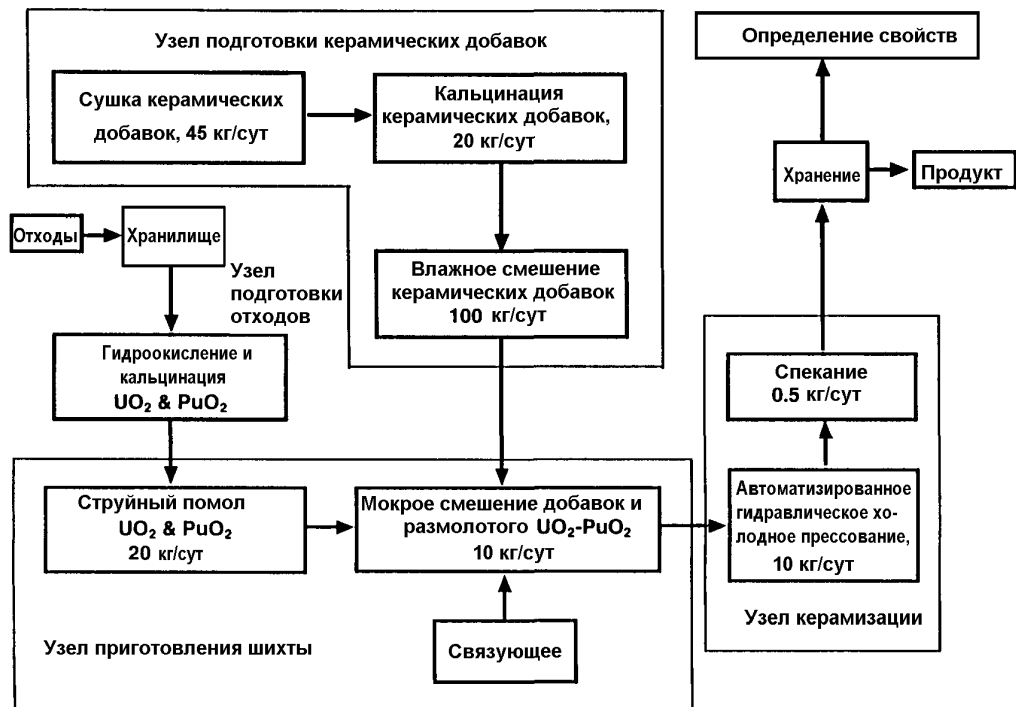 Узел подготовки керамических добавок
Сушка керамических
добавок, 45 кг/сут
Кальцинация
керамических добавок,
20 кг/сут
Влажное смешение
керамических добавок
100 кг/сут
Отходы
Хранилище
Узел
подготовки
отходов
Гидроокисление и
кальцинация
UO₂ & PuO₂
Струйный помол
UO₂ & PuO₂
20 кг/сут
Мокрое смешение добавок и
размолотого UO₂-PuO₂
10 кг/сут
Связующее
Узел приготовления шихты
Определение свойств
Хранение
Продукт
Спекание
0.5 кг/сут
Автоматизированное
гидравлическое хо-
лодное прессование,
10 кг/сут
Узел керамизации